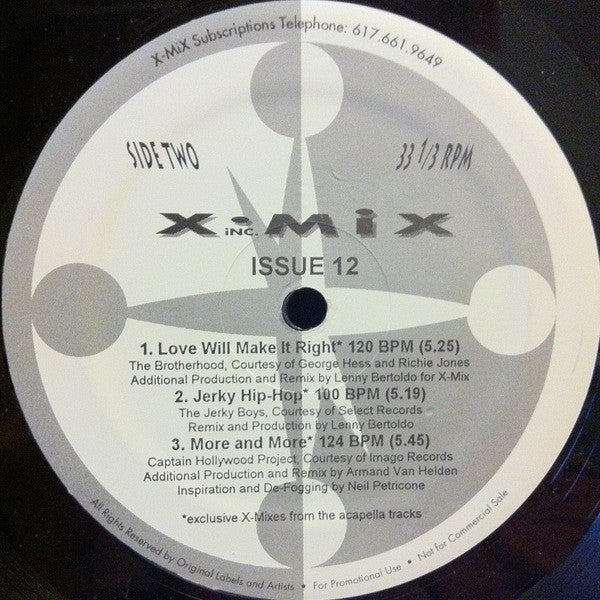 X-MiX Subscriptions Telephone: 617.661.9649
SIDE TWO
33 1/3 RPM
X-MiX
iNC.
ISSUE 12
1. Love Will Make It Right* 120 BPM (5.25)
The Brotherhood, Courtesy of George Hess and Richie Jones
Additional Production and Remix by Lenny Bertoldo for X-Mix
2. Jerky Hip-Hop* 100 BPM (5.19)
The Jerky Boys, Courtesy of Select Records
Remix and Production by Lenny Bertoldo
3. More and More* 124 BPM (5.45)
Captain Hollywood Project, Courtesy of Imago Records
Additional Production and Remix by Armand Van Helden
Inspiration and De-Fogging by Neil Petricone
*exclusive X-Mixes from the acapella tracks
All Rights Reserved by Original Labels and Artists • For Promotional Use • Not for Commercial Sale